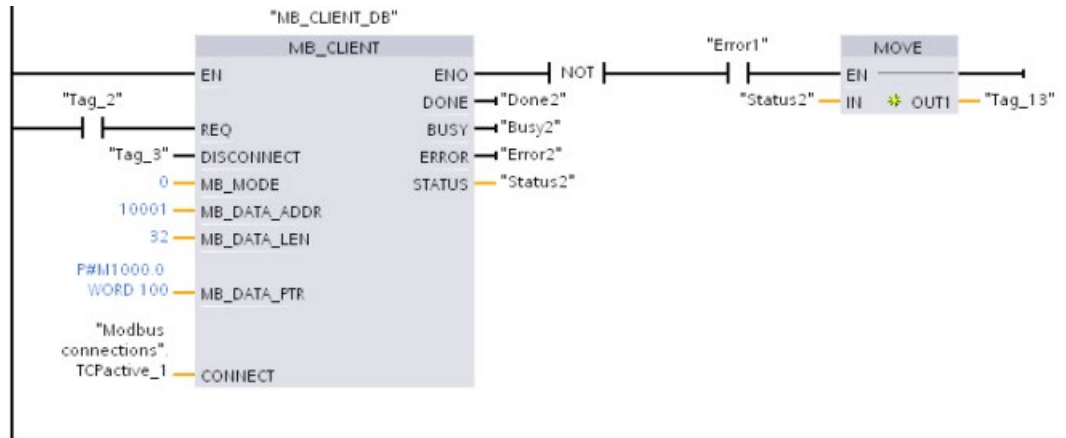 "MB_CLIENT_DB"
MB_CLIENT
"Error1"
MOVE
EN
ENO
NOT
EN
"Tag_2"
DONE
"Done2"
"Status2"
IN
OUT1
"Tag_13"
REQ
BUSY
"Busy2"
"Tag_3"
DISCONNECT
ERROR
"Error2"
0
MB_MODE
STATUS
"Status2"
10001
MB_DATA_ADDR
32
MB_DATA_LEN
P#M1000.0
WORD 100
MB_DATA_PTR
"Modbus
connections".
TCPactive_1
CONNECT